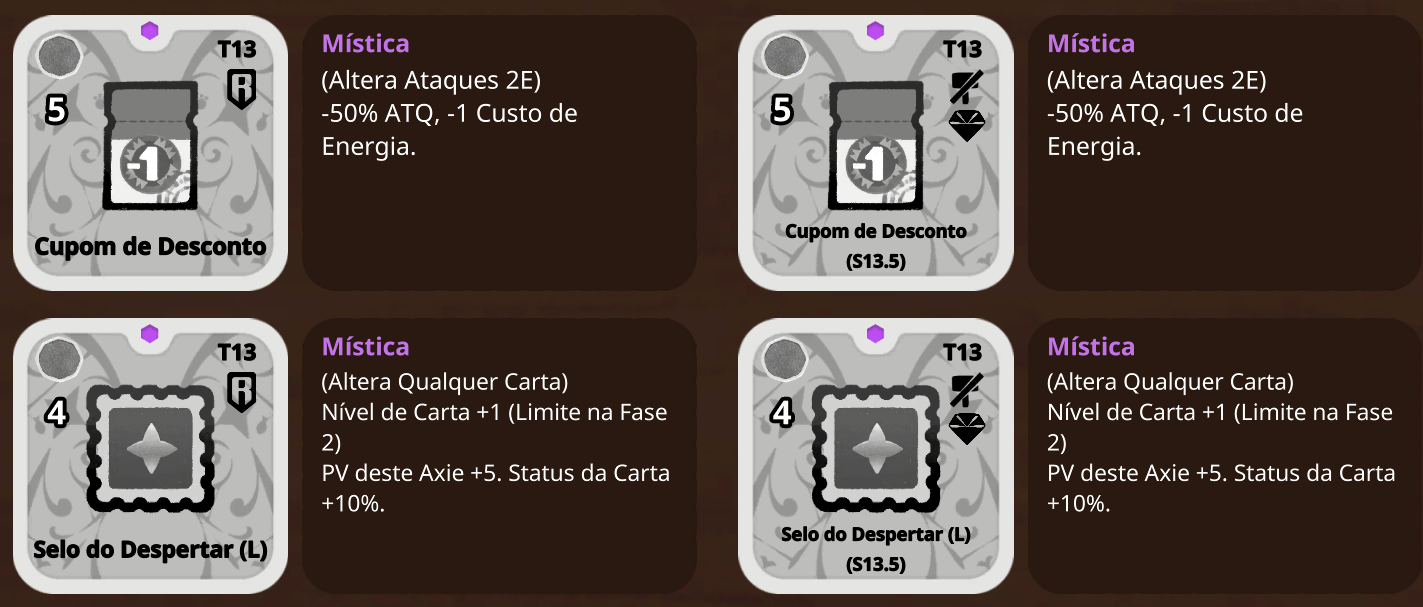 T13
R
5
-1
Cupom de Desconto
Mística
(Altera Ataques 2E)
-50% ATQ, -1 Custo de
Energia.
T13
5
-1
Cupom de Desconto
(S13.5)
Mística
(Altera Ataques 2E)
-50% ATQ, -1 Custo de
Energia.
T13
R
4
Selo do Despertar (L)
Mística
(Altera Qualquer Carta)
Nível de Carta +1 (Limite na Fase
2)
PV deste Axie +5. Status da Carta
+10%.
T13
4
Selo do Despertar (L)
(S13.5)
Mística
(Altera Qualquer Carta)
Nível de Carta +1 (Limite na Fase
2)
PV deste Axie +5. Status da Carta
+10%.